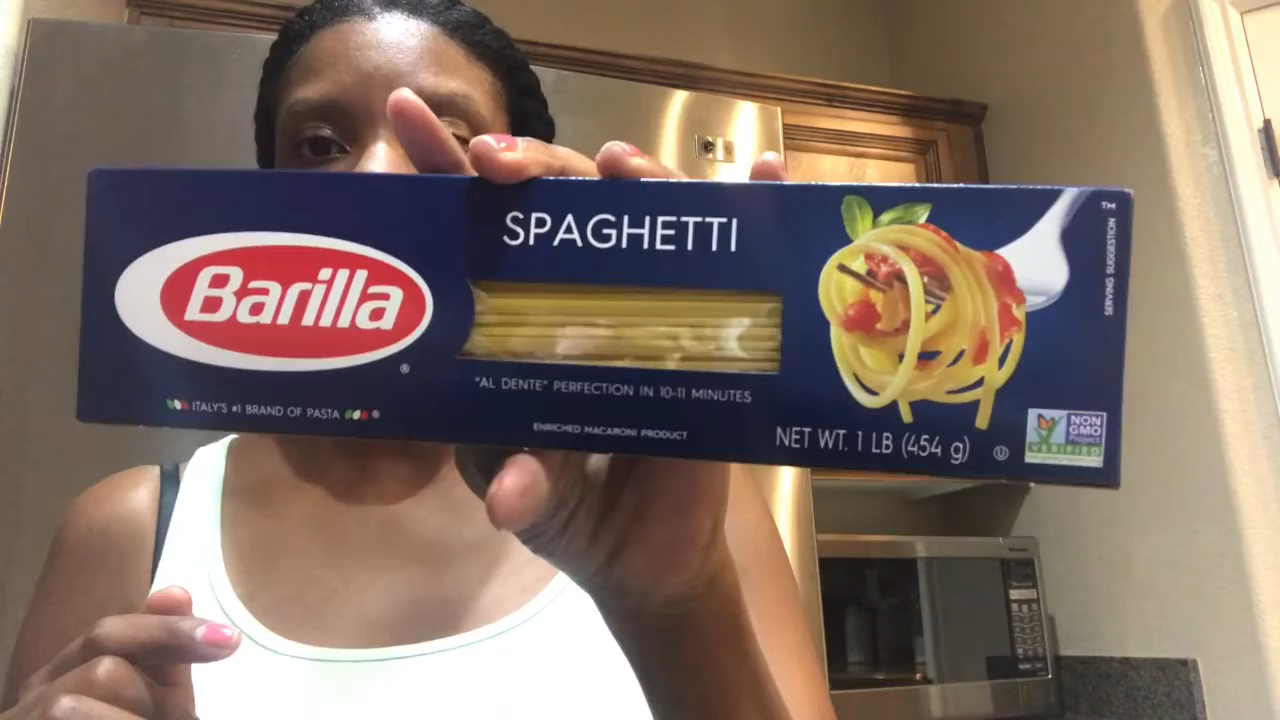 SPAGHETTI
Barilla
®
"AL DENTE" PERFECTION IN 10-11 MINUTES
ITALY'S #1 BRAND OF PASTA ®
ENRICHED MACARONI PRODUCT
NET WT. 1 LB (454 g)
U
NON
GMO
Project
VERIFIED
TM
SERVING SUGGESTION